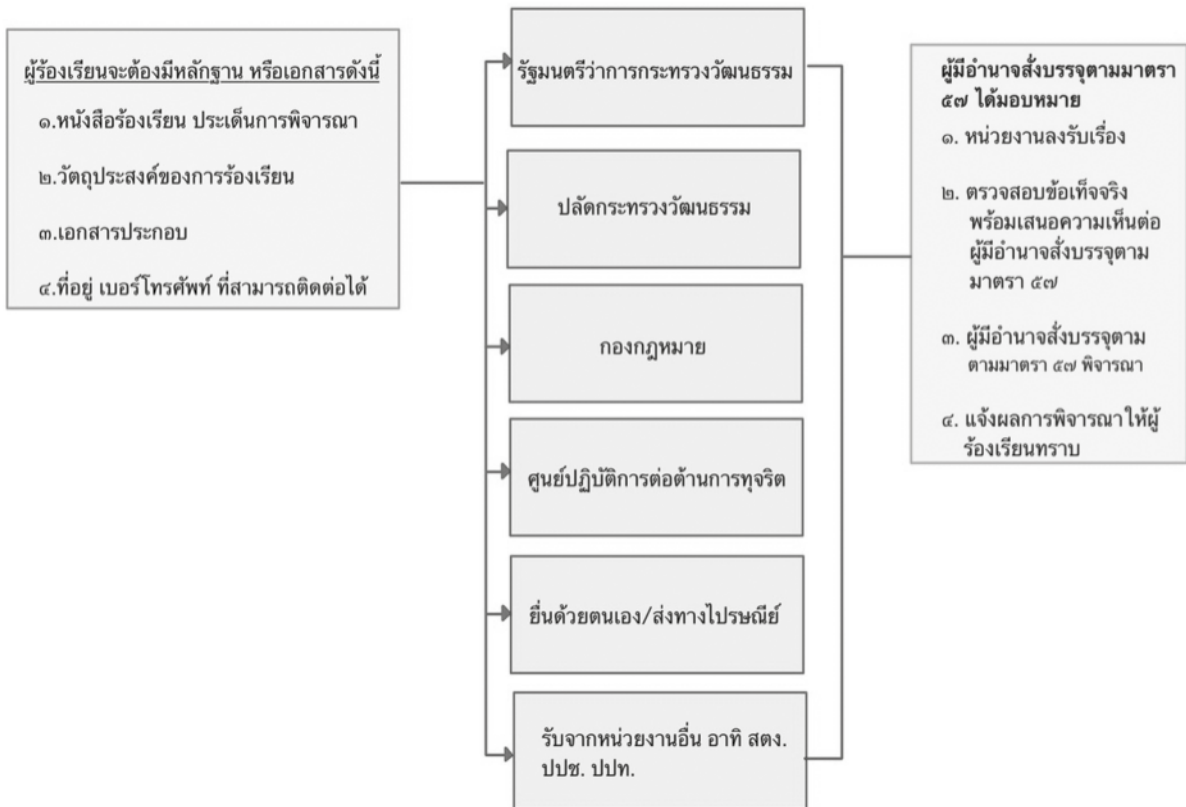 ผู้ร้องเรียนจะต้องมีหลักฐาน หรือเอกสารดังนี้
๑.หนังสือร้องเรียน ประเด็นการพิจารณา
๒.วัตถุประสงค์ของการร้องเรียน
๓.เอกสารประกอบ
๔.ที่อยู่ เบอร์โทรศัพท์ ที่สามารถติดต่อได้
รัฐมนตรีว่าการกระทรวงวัฒนธรรม
ปลัดกระทรวงวัฒนธรรม
กองกฎหมาย
ศูนย์ปฏิบัติการต่อต้านการทุจริต
ยื่นด้วยตนเอง/ส่งทางไปรษณีย์
รับจากหน่วยงานอื่น อาทิ สตง.
ปปช. ปปท.
ผู้มีอำนาจสั่งบรรจุตามมาตรา
๕๗ ได้มอบหมาย
๑. หน่วยงานลงรับเรื่อง
๒. ตรวจสอบข้อเท็จจริง
พร้อมเสนอความเห็นต่อ
ผู้มีอำนาจสั่งบรรจุตาม
มาตรา ๕๗
๓. ผู้มีอำนาจสั่งบรรจุตาม
ตามมาตรา ๕๗ พิจารณา
๔. แจ้งผลการพิจารณาให้ผู้
ร้องเรียนทราบ